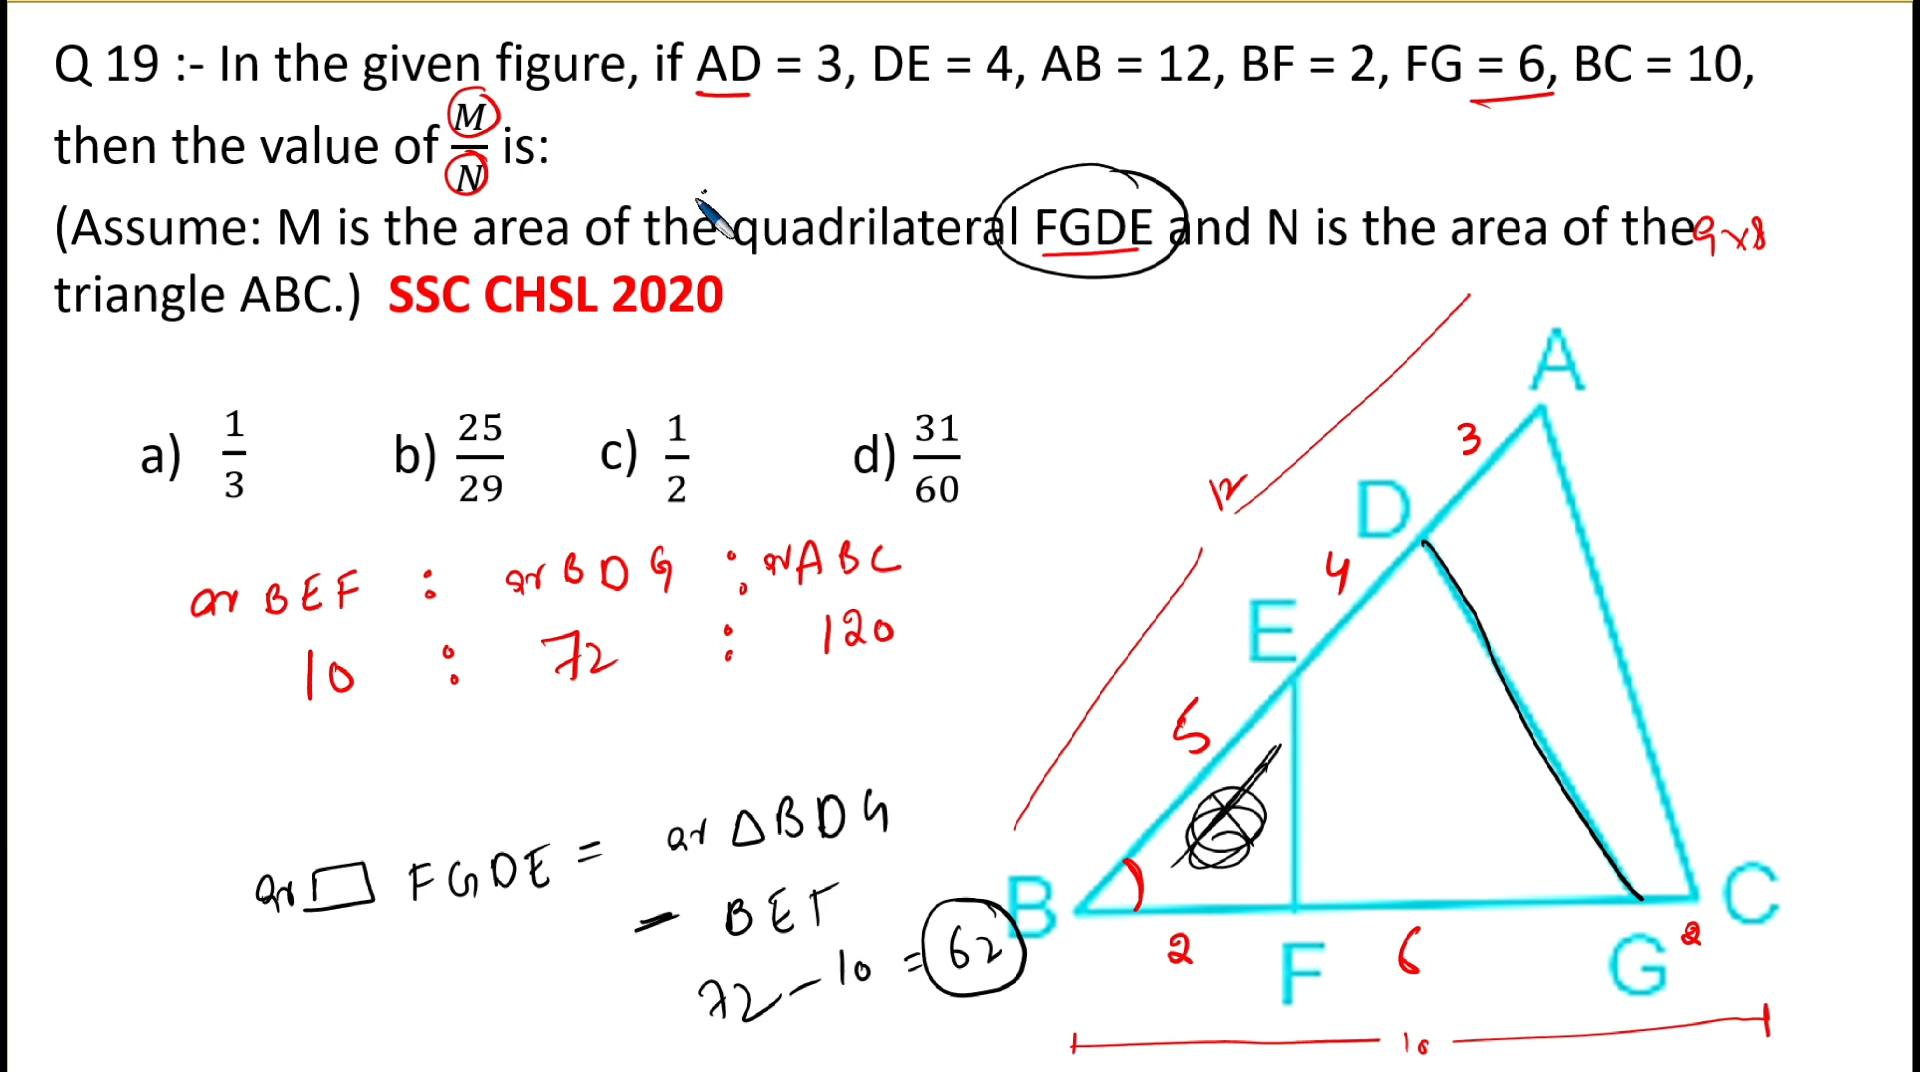 Q 19 :- In the given figure, if AD = 3, DE = 4, AB = 12, BF = 2, FG = 6, BC = 10,
then the value of M/N is:
(Assume: M is the area of the quadrilateral FGDE and N is the area of the 9×8
triangle ABC.) SSC CHSL 2020
a) 1/3 b) 25/29 c) 1/2 d) 31/60
ar BEF : ar BDG : ar ABC
10 : 72 : 120
ar □ FGDE = ar △BDG
- BEF
72 - 10 = 62
A
3
12
D
4
E
5
B
C
2
F
6
G
2
10